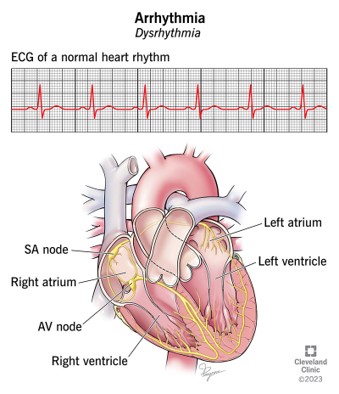 Arrhythmia
Dysrhythmia
ECG of a normal heart rhythm
Left atrium
SA node
Left ventricle
Right atrium
AV node
Right ventricle
Cleveland
Clinic
©2023